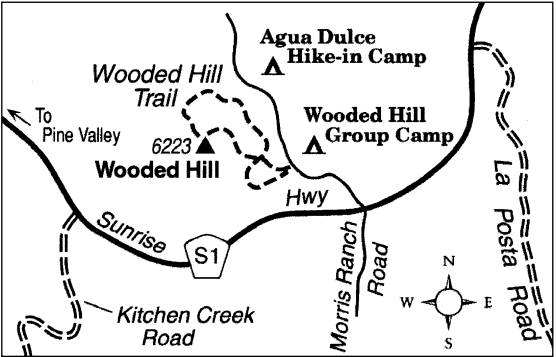 Agua Dulce
Hike-in Camp
Wooded Hill
Trail
To
Pine Valley
6223
Wooded Hill
Wooded Hill
Group Camp
La Posta Road
Hwy
Sunrise
S1
Morris Ranch
Road
Kitchen Creek
Road
N
W
E
S